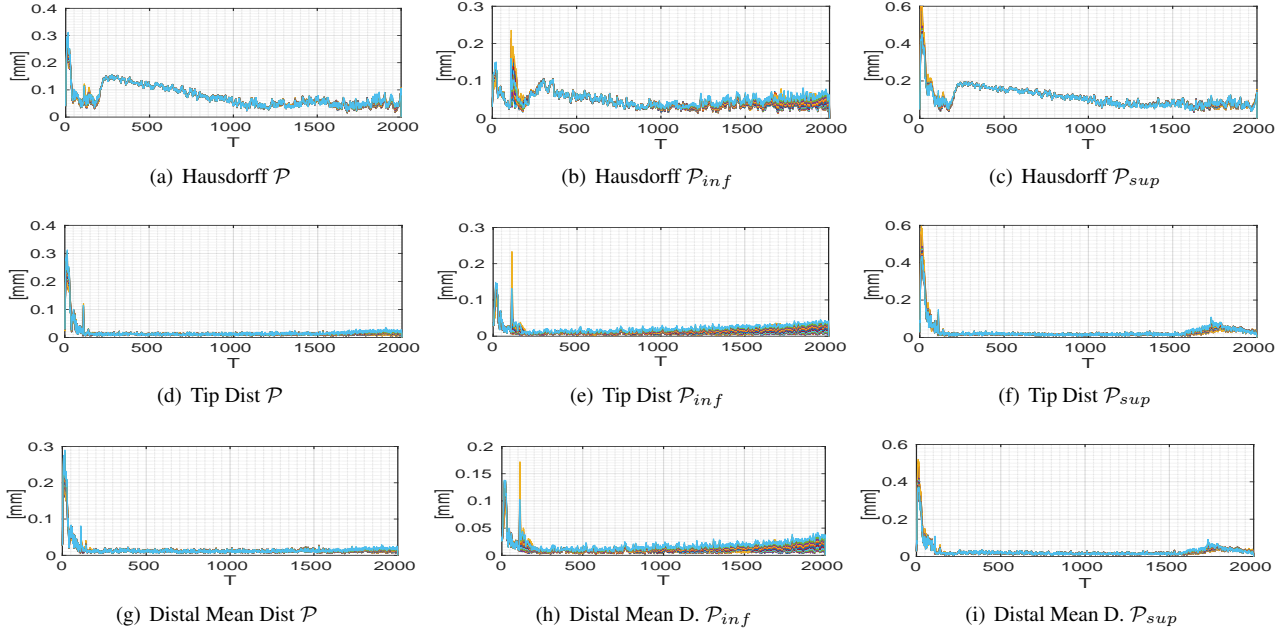 0.4
0.3
0.2
0.1
0
[mm]
0 500 1000 1500 2000
T
(a) Hausdorff 𝒫
0.3
0.2
0.1
0
[mm]
0 500 1000 1500 2000
T
(b) Hausdorff 𝒫inf
0.6
0.4
0.2
0
[mm]
0 500 1000 1500 2000
T
(c) Hausdorff 𝒫sup
0.4
0.3
0.2
0.1
0
[mm]
0 500 1000 1500 2000
T
(d) Tip Dist 𝒫
0.3
0.2
0.1
0
[mm]
0 500 1000 1500 2000
T
(e) Tip Dist 𝒫inf
0.6
0.4
0.2
0
[mm]
0 500 1000 1500 2000
T
(f) Tip Dist 𝒫sup
0.3
0.2
0.1
0
[mm]
0 500 1000 1500 2000
T
(g) Distal Mean Dist 𝒫
0.2
0.15
0.1
0.05
0
[mm]
0 500 1000 1500 2000
T
(h) Distal Mean D. 𝒫inf
0.6
0.4
0.2
0
[mm]
0 500 1000 1500 2000
T
(i) Distal Mean D. 𝒫sup